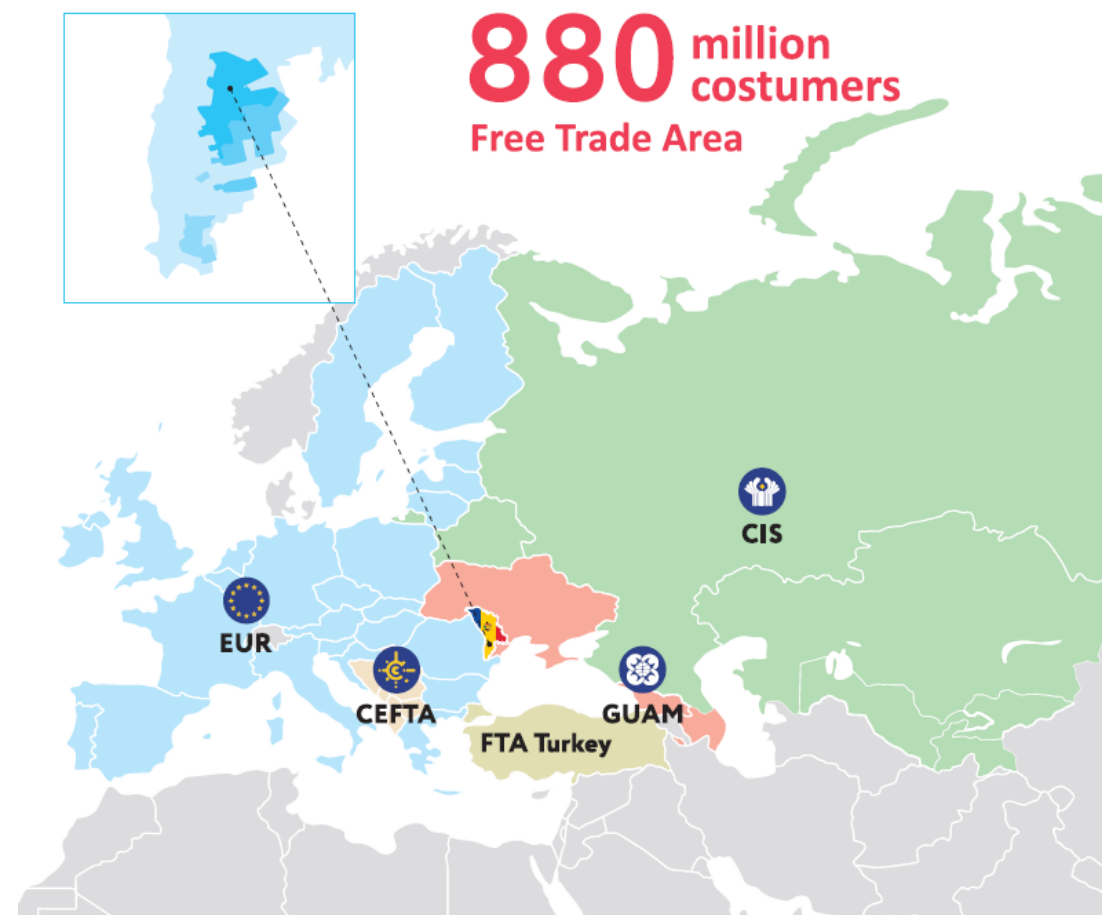 880 million
costumers
Free Trade Area
CIS
EUR
CEFTA
GUAM
FTA Turkey